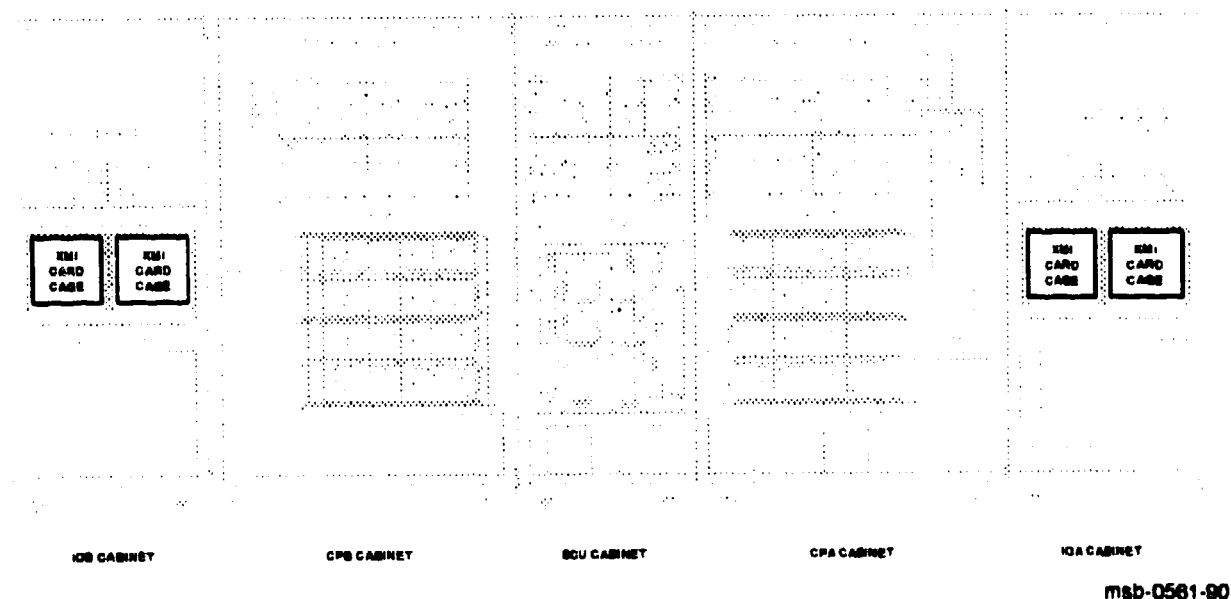 XMI XMI XMI XMI
CARD CARD CARD CARD
CAGE CAGE CAGE CAGE
IOB CABINET CPB CABINET SCU CABINET CPA CABINET IOA CABINET
msb-0561-90